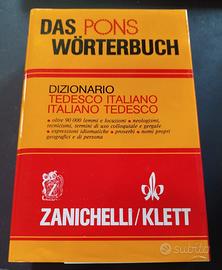 DAS PONS
WÖRTERBUCH
DIZIONARIO
TEDESCO ITALIANO
ITALIANO TEDESCO
• oltre 90 000 lemmi e locuzioni • neologismi,
tecnicismi, termini di uso colloquiale e gergale
• espressioni idiomatiche • proverbi • nomi propri
geografici e di persona
ZANICHELLI/KLETT
subito